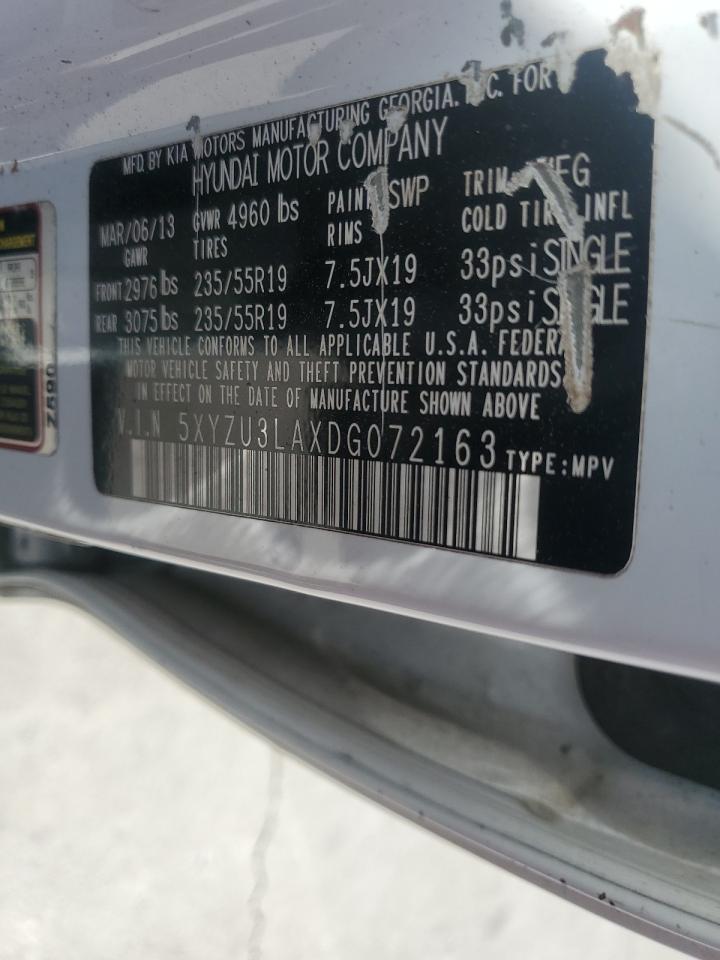 MFD BY KIA MOTORS MANUFACTURING GEORGIA. INC. FOR
HYUNDAI MOTOR COMPANY
MAR/06/13 GVWR 4960 lbs PAINT SWP TRIM
GAWR TIRES RIMS COLD TIRE INFL
FRONT 2976 lbs 235/55R19 7.5JX19 33psi SINGLE
REAR 3075 lbs 235/55R19 7.5JX19 33psi SINGLE
THIS VEHICLE CONFORMS TO ALL APPLICABLE U.S.A. FEDERAL
MOTOR VEHICLE SAFETY AND THEFT PREVENTION STANDARDS
IN EFFECT ON THE DATE OF MANUFACTURE SHOWN ABOVE
V.I.N 5XYZU3LAXDG072163 TYPE:MPV